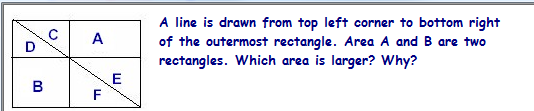 A line is drawn from top left corner to bottom right
of the outermost rectangle. Area A and B are two
rectangles. Which area is larger? Why?
C
A
D
B
E
F